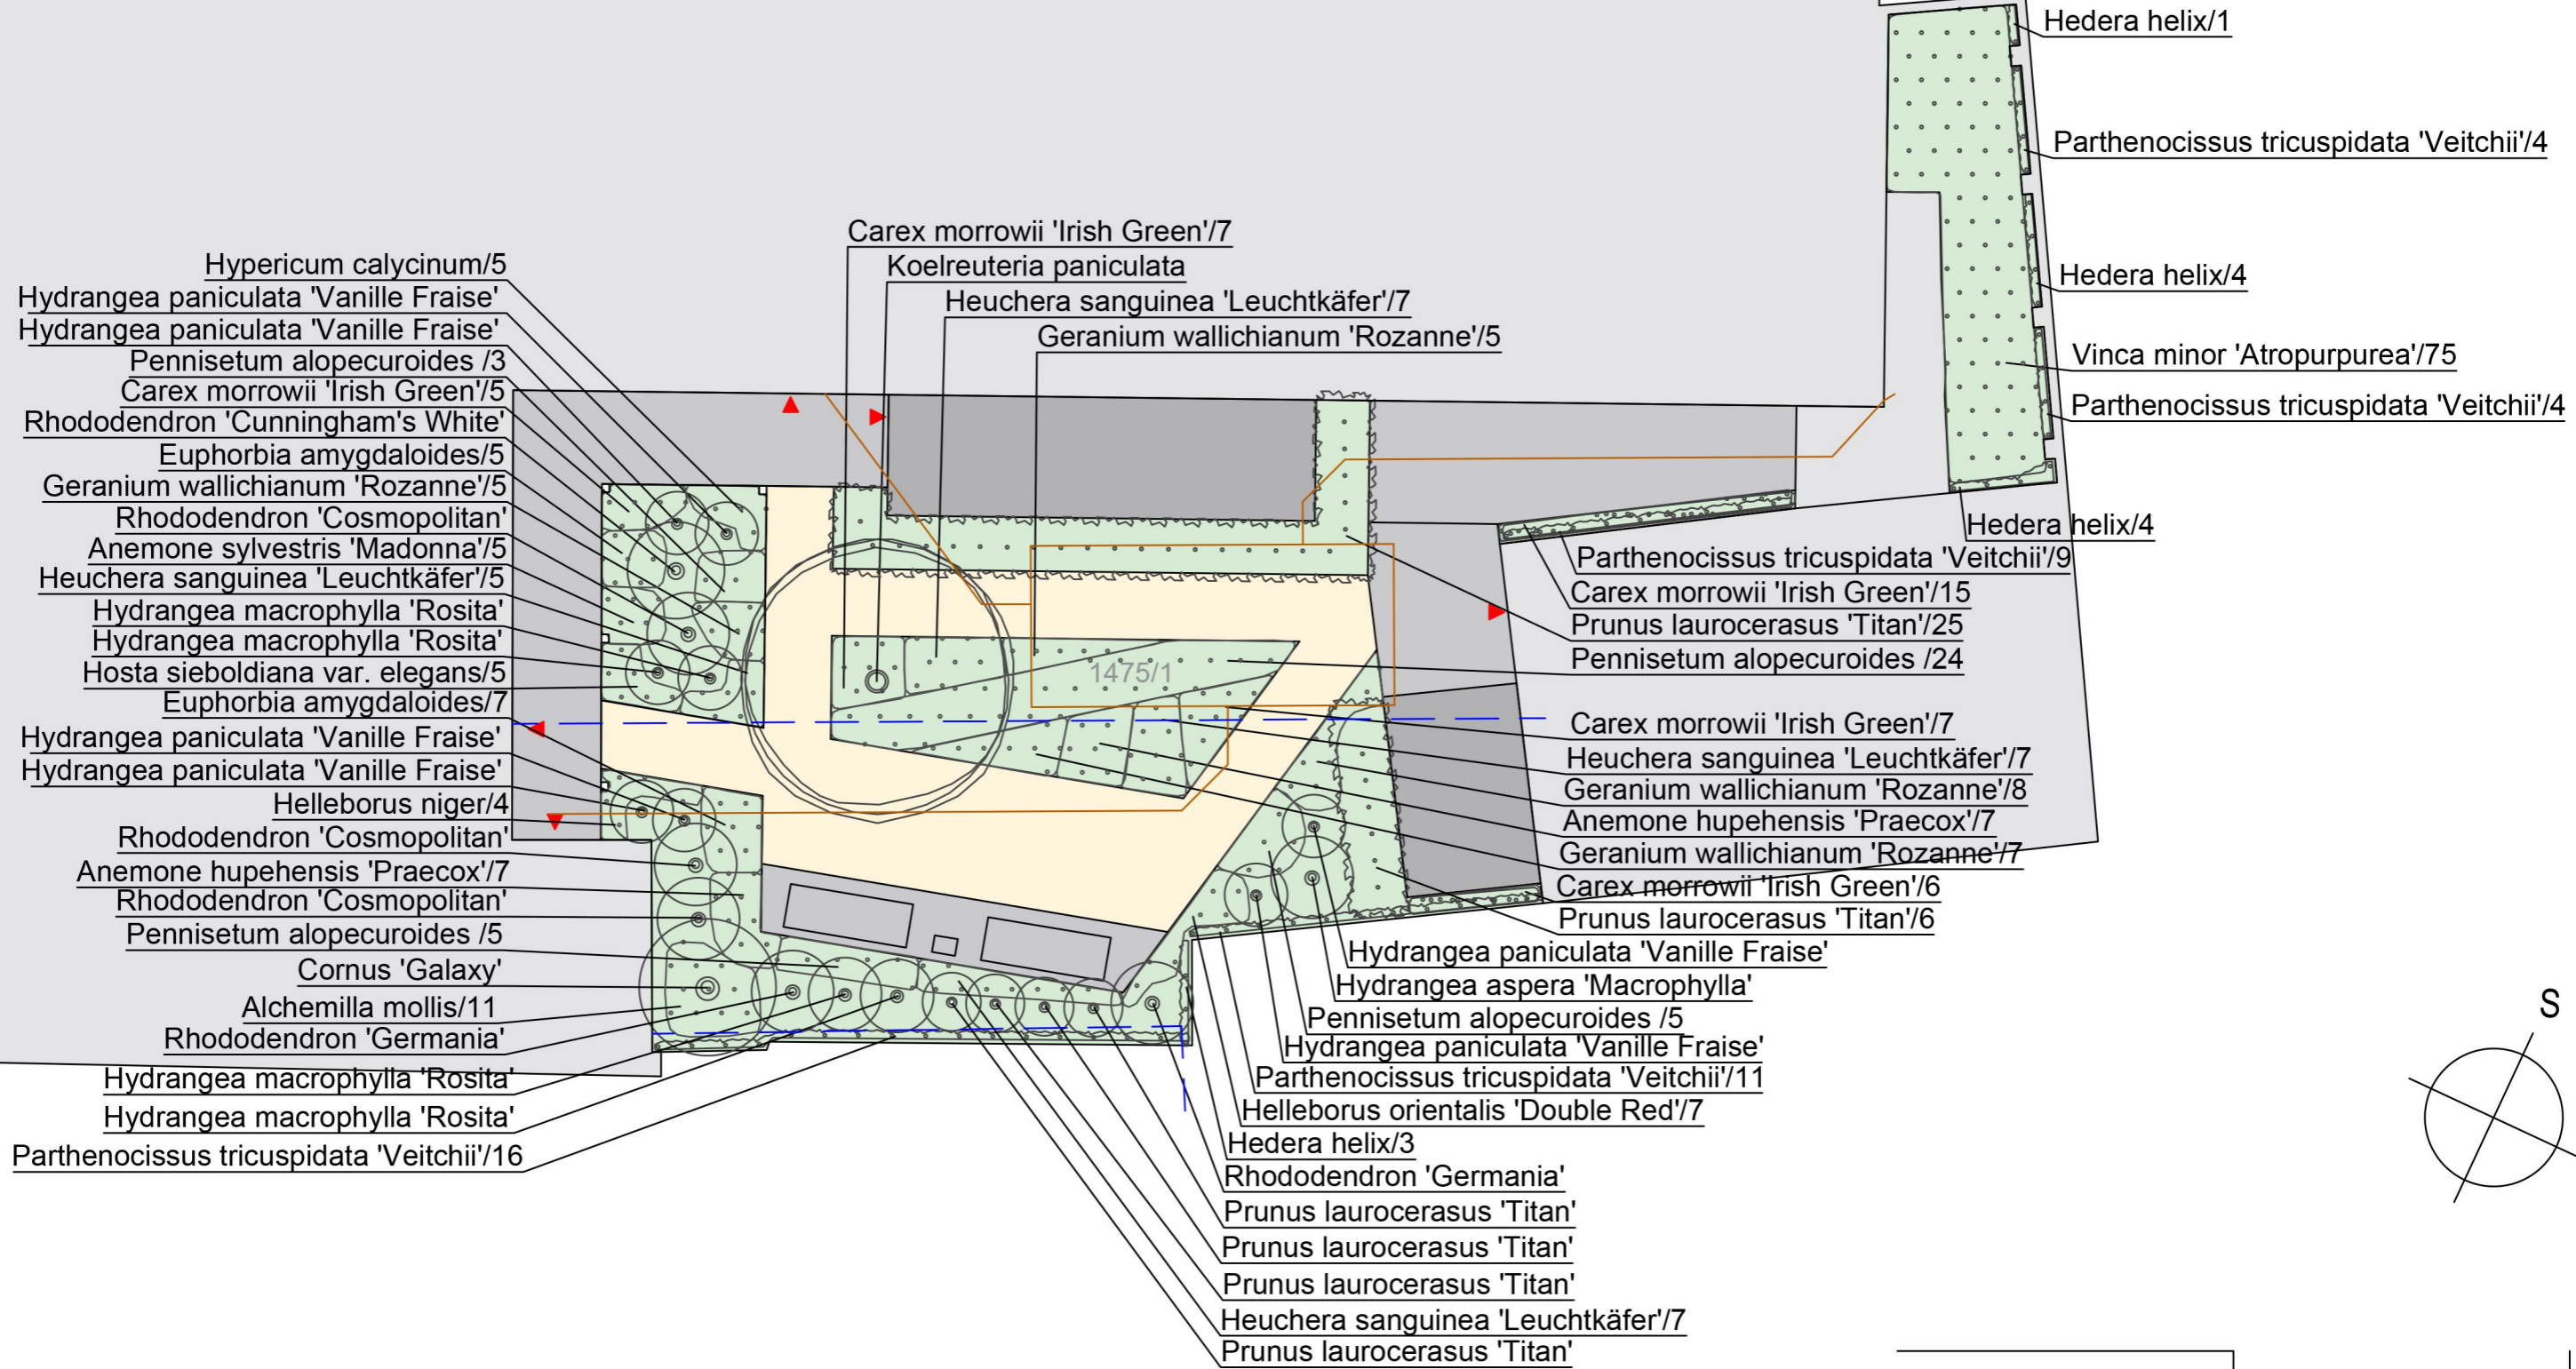 Hedera helix/1
Parthenocissus tricuspidata 'Veitchii'/4
Hedera helix/4
Vinca minor 'Atropurpurea'/75
Parthenocissus tricuspidata 'Veitchii'/4
Hedera helix/4
Carex morrowii 'Irish Green'/7
Koelreuteria paniculata
Heuchera sanguinea 'Leuchtkäfer'/7
Geranium wallichianum 'Rozanne'/5
Hypericum calycinum/5
Hydrangea paniculata 'Vanille Fraise'
Hydrangea paniculata 'Vanille Fraise'
Pennisetum alopecuroides /3
Carex morrowii 'Irish Green'/5
Rhododendron 'Cunningham's White'
Euphorbia amygdaloides/5
Geranium wallichianum 'Rozanne'/5
Rhododendron 'Cosmopolitan'
Anemone sylvestris 'Madonna'/5
Heuchera sanguinea 'Leuchtkäfer'/5
Hydrangea macrophylla 'Rosita'
Hydrangea macrophylla 'Rosita'
Hosta sieboldiana var. elegans/5
Euphorbia amygdaloides/7
Hydrangea paniculata 'Vanille Fraise'
Hydrangea paniculata 'Vanille Fraise'
Helleborus niger/4
Rhododendron 'Cosmopolitan'
Anemone hupehensis 'Praecox'/7
Rhododendron 'Cosmopolitan'
Pennisetum alopecuroides /5
Cornus 'Galaxy'
Alchemilla mollis/11
Rhododendron 'Germania'
Hydrangea macrophylla 'Rosita'
Hydrangea macrophylla 'Rosita'
Parthenocissus tricuspidata 'Veitchii'/16
1475/1
Parthenocissus tricuspidata 'Veitchii'/9
Carex morrowii 'Irish Green'/15
Prunus laurocerasus 'Titan'/25
Pennisetum alopecuroides /24
Carex morrowii 'Irish Green'/7
Heuchera sanguinea 'Leuchtkäfer'/7
Geranium wallichianum 'Rozanne'/8
Anemone hupehensis 'Praecox'/7
Geranium wallichianum 'Rozanne'/7
Carex morrowii 'Irish Green'/6
Prunus laurocerasus 'Titan'/6
Hydrangea paniculata 'Vanille Fraise'
Hydrangea aspera 'Macrophylla'
Pennisetum alopecuroides /5
Hydrangea paniculata 'Vanille Fraise'
Parthenocissus tricuspidata 'Veitchii'/11
Helleborus orientalis 'Double Red'/7
Hedera helix/3
Rhododendron 'Germania'
Prunus laurocerasus 'Titan'
Prunus laurocerasus 'Titan'
Prunus laurocerasus 'Titan'
Heuchera sanguinea 'Leuchtkäfer'/7
Prunus laurocerasus 'Titan'
S